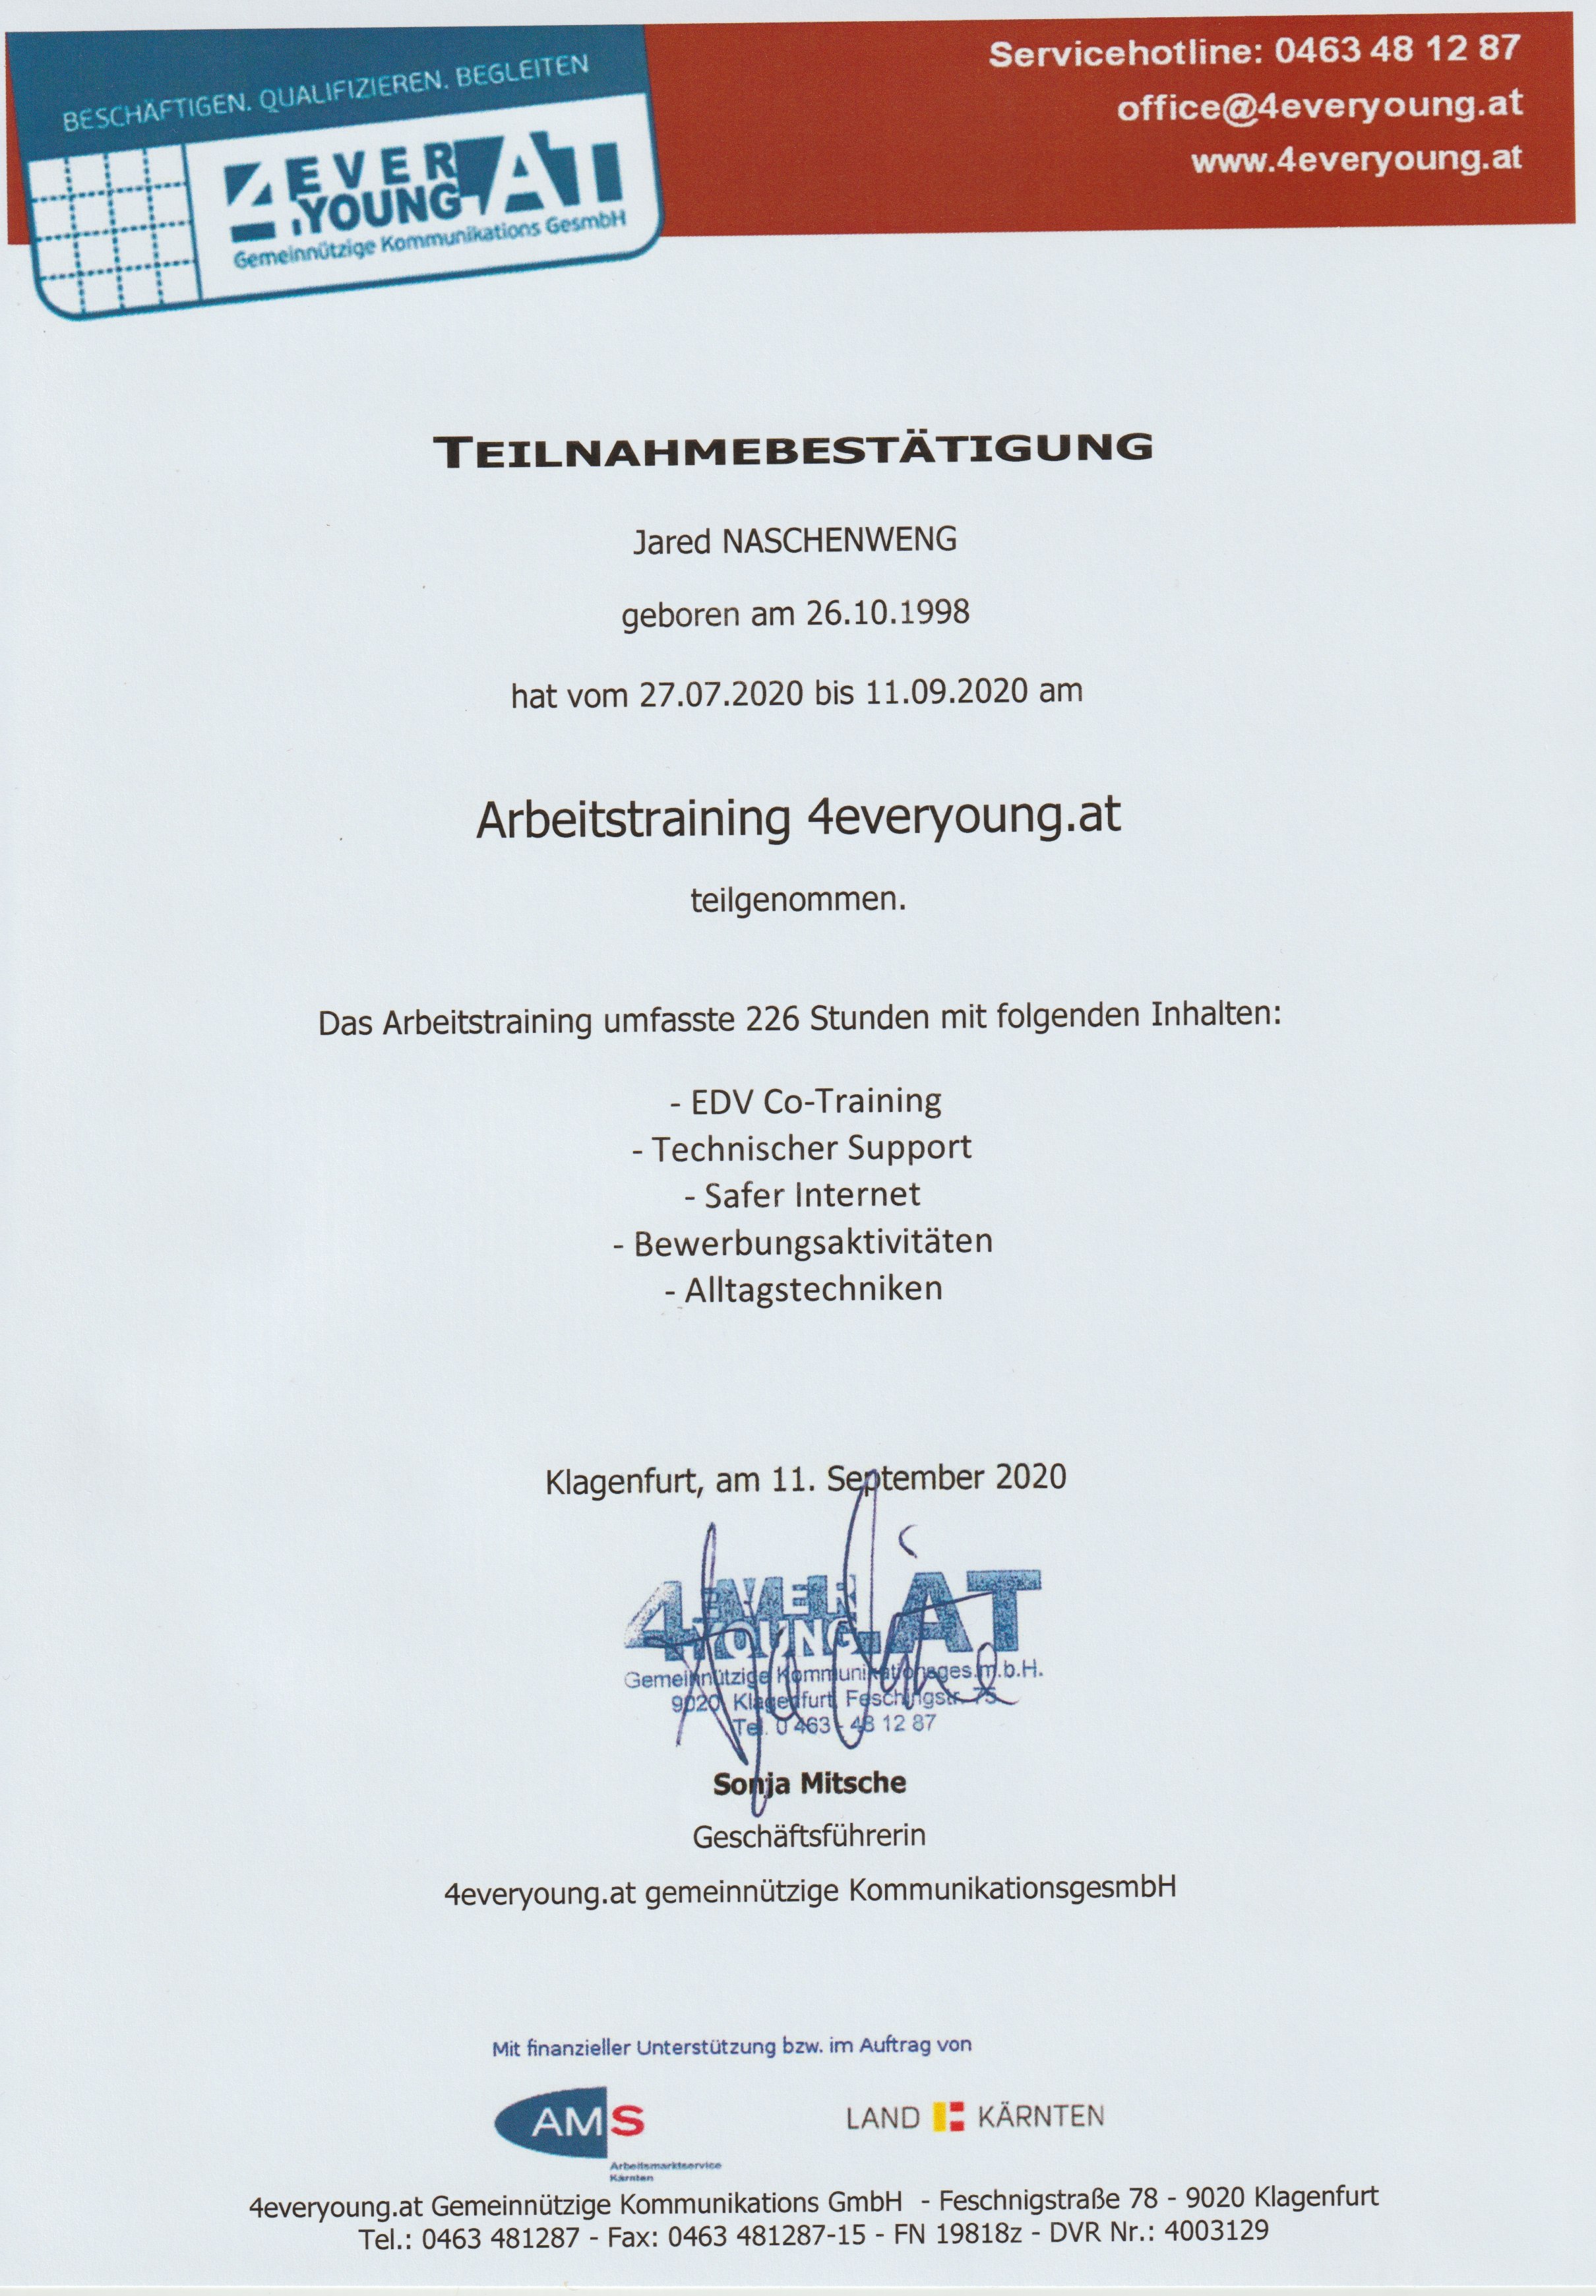 BESCHÄFTIGEN. QUALIFIZIEREN. BEGLEITEN
4EVER YOUNG.AT
Gemeinnützige Kommunikations GesmbH
Servicehotline: 0463 48 12 87
office@4everyoung.at
www.4everyoung.at
TEILNAHMEBESTÄTIGUNG
Jared NASCHENWENG
geboren am 26.10.1998
hat vom 27.07.2020 bis 11.09.2020 am
Arbeitstraining 4everyoung.at
teilgenommen.
Das Arbeitstraining umfasste 226 Stunden mit folgenden Inhalten:
- EDV Co-Training
- Technischer Support
- Safer Internet
- Bewerbungsaktivitäten
- Alltagstechniken
Klagenfurt, am 11. September 2020
4EVER YOUNG.AT
Gemeinnützige Kommunikationsges.m.b.H.
9020 Klagenfurt, Feschingstr.
Tel. 0 463 - 48 12 87
Sonja Mitsche
Geschäftsführerin
4everyoung.at gemeinnützige KommunikationsgesmbH
Mit finanzieller Unterstützung bzw. im Auftrag von
AMS
Arbeitsmarktservice
Kärnten
LAND KÄRNTEN
4everyoung.at Gemeinnützige Kommunikations GmbH - Feschnigstraße 78 - 9020 Klagenfurt
Tel.: 0463 481287 - Fax: 0463 481287-15 - FN 19818z - DVR Nr.: 4003129